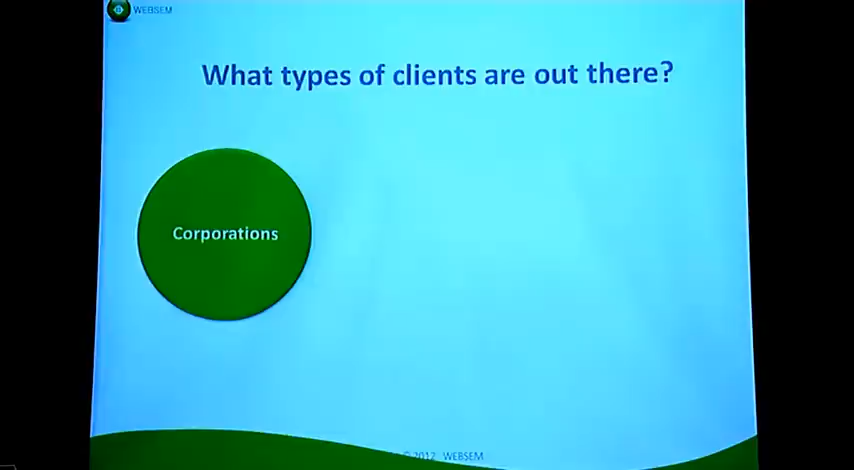 WEBSEM
What types of clients are out there?
Corporations
© 2012 WEBSEM